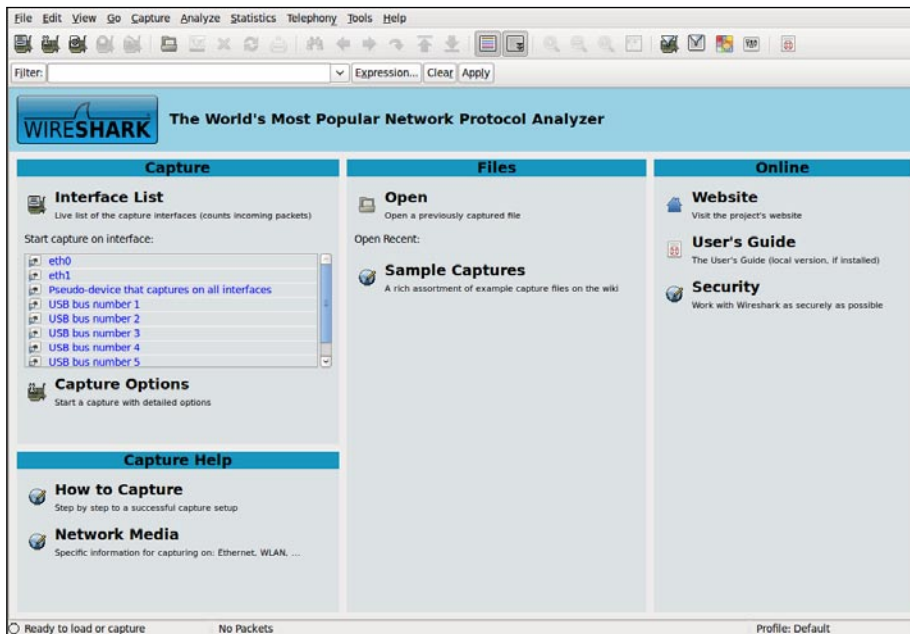 File Edit View Go Capture Analyze Statistics Telephony Tools Help
Filter: Expression... Clear Apply
WIRESHARK The World's Most Popular Network Protocol Analyzer
Capture
Interface List
Live list of the capture interfaces (counts incoming packets)
Start capture on interface:
eth0
eth1
Pseudo-device that captures on all interfaces
USB bus number 1
USB bus number 2
USB bus number 3
USB bus number 4
USB bus number 5
Capture Options
Start a capture with detailed options
Capture Help
How to Capture
Step by step to a successful capture setup
Network Media
Specific information for capturing on: Ethernet, WLAN, ...
Files
Open
Open a previously captured file
Open Recent:
Sample Captures
A rich assortment of example capture files on the wiki
Online
Website
Visit the project's website
User's Guide
The User's Guide (local version, if installed)
Security
Work with Wireshark as securely as possible
Ready to load or capture No Packets Profile: Default